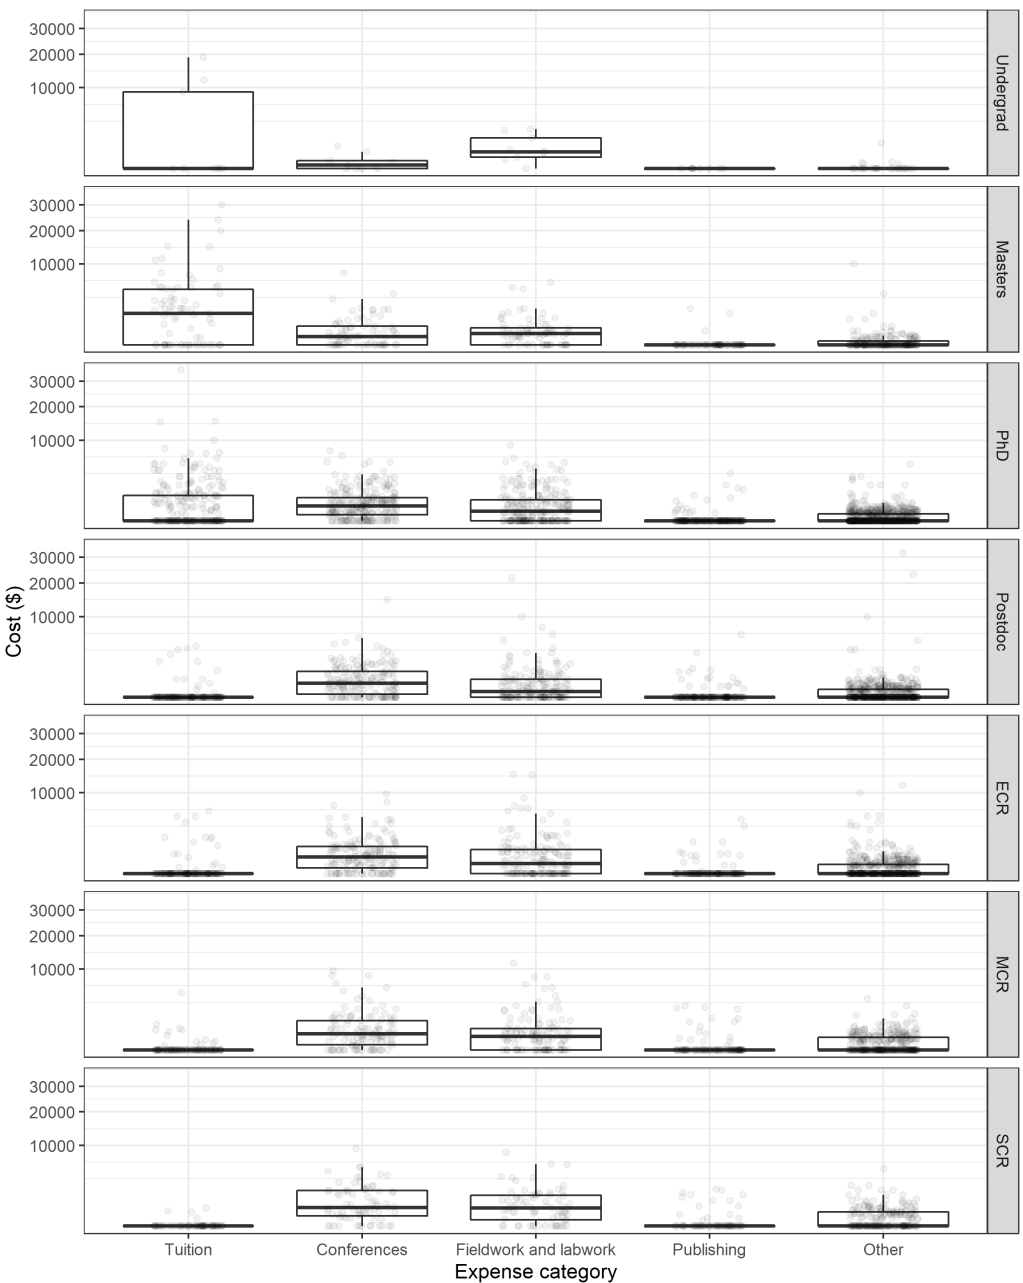 30000
20000
10000
Undergrad
30000
20000
10000
Masters
30000
20000
10000
PhD
30000
20000
10000
Postdoc
30000
20000
10000
ECR
30000
20000
10000
MCR
30000
20000
10000
SCR
Cost ($)
Tuition Conferences Fieldwork and labwork Publishing Other
Expense category